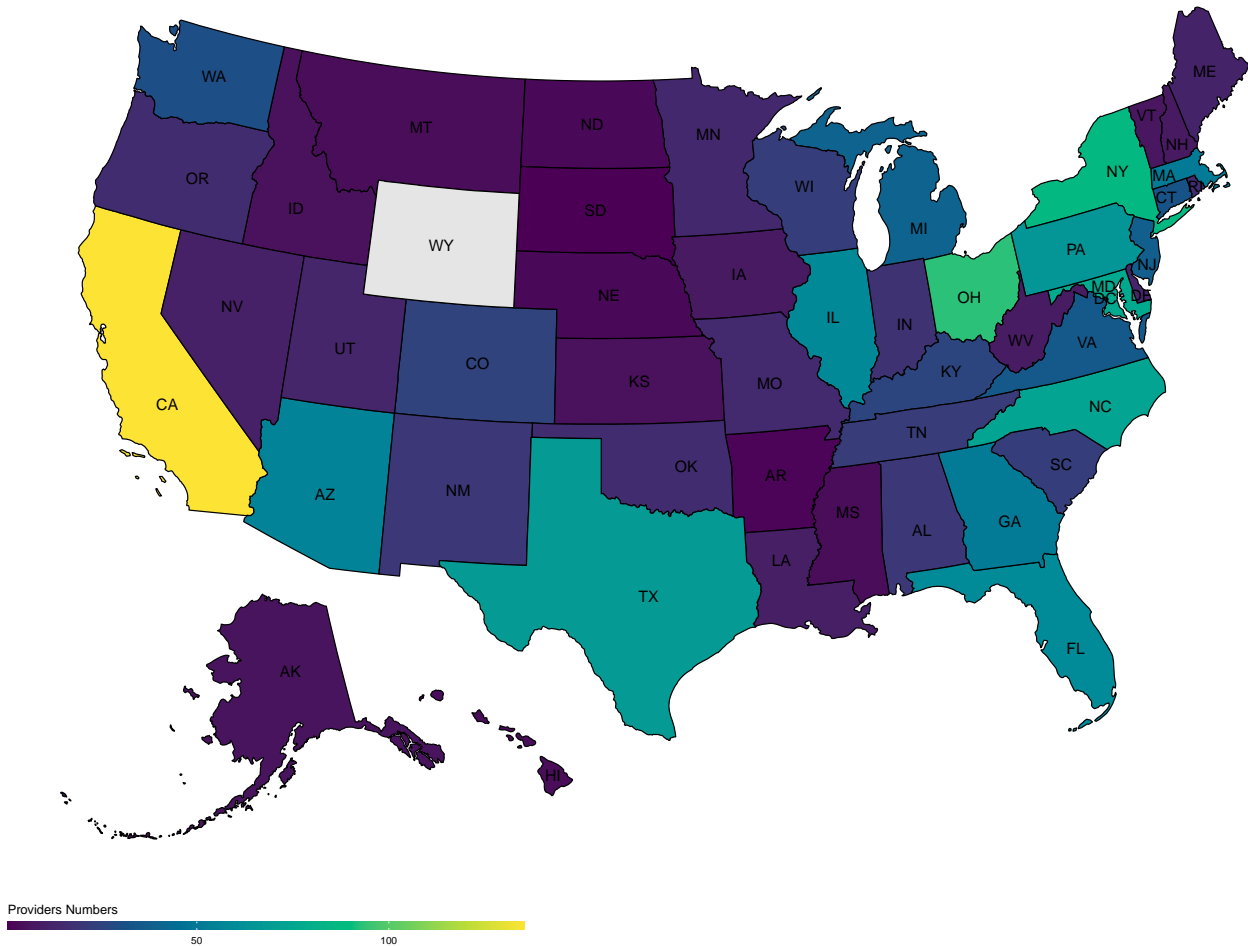 ME
WA
VT
MT
ND
MN
NH
NY
MA
OR
WI
RI
CT
ID
SD
MI
WY
PA
NJ
IA
MD
NE
DE
OH
DC
NV
IL
IN
WV
UT
VA
CO
KY
KS
MO
CA
NC
TN
OK
SC
AR
NM
AZ
MS
GA
AL
LA
TX
FL
AK
HI
Providers Numbers
50 100